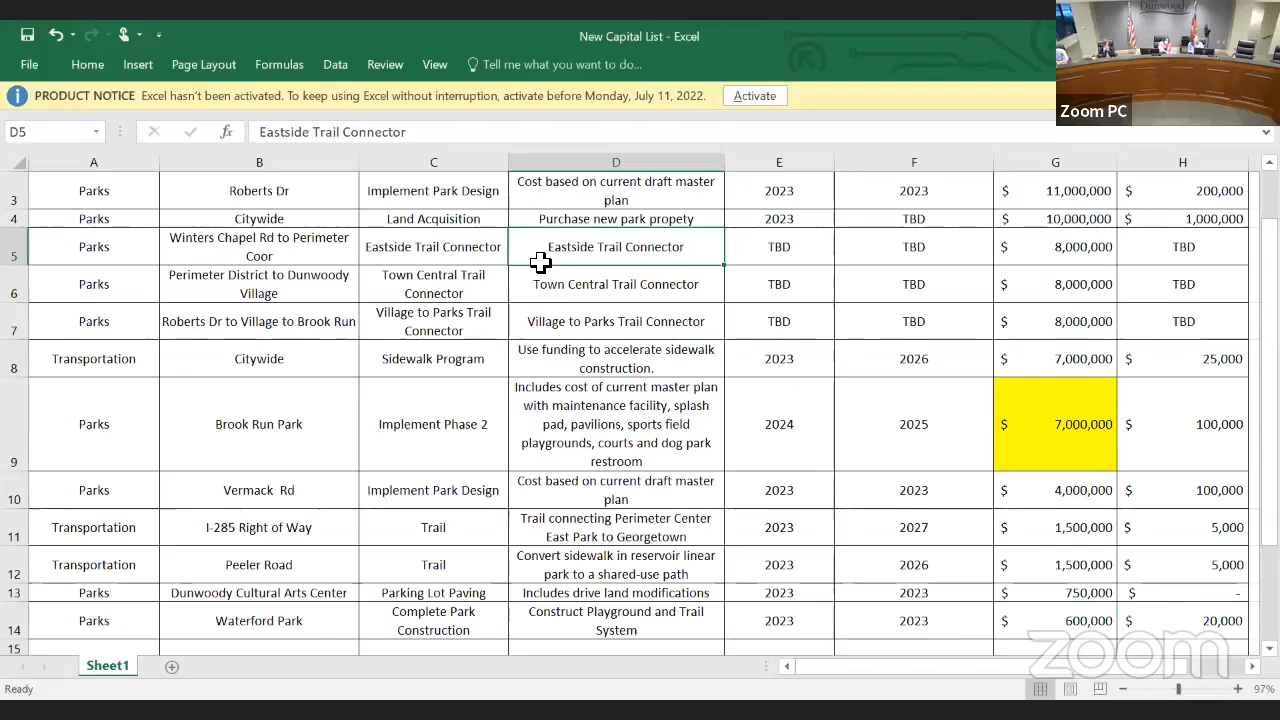 Dunwoody
New Capital List - Excel
File Home Insert Page Layout Formulas Data Review View Tell me what you want to do...
PRODUCT NOTICE Excel hasn't been activated. To keep using Excel without interruption, activate before Monday, July 11, 2022. Activate
Zoom PC
D5 fx Eastside Trail Connector
A B C D E F G H
3 Parks Roberts Dr Implement Park Design Cost based on current draft master 2023 2023 $ 11,000,000 $ 200,000
plan
4 Parks Citywide Land Acquisition Purchase new park propety 2023 TBD $ 10,000,000 $ 1,000,000
5 Parks Winters Chapel Rd to Perimeter Eastside Trail Connector Eastside Trail Connector TBD TBD $ 8,000,000 TBD
Coor
6 Parks Perimeter District to Dunwoody Town Central Trail Town Central Trail Connector TBD TBD $ 8,000,000 TBD
Village Connector
7 Parks Roberts Dr to Village to Brook Run Village to Parks Trail Village to Parks Trail Connector TBD TBD $ 8,000,000 TBD
Connector
8 Transportation Citywide Sidewalk Program Use funding to accelerate sidewalk 2023 2026 $ 7,000,000 $ 25,000
construction.
9 Parks Brook Run Park Implement Phase 2 Includes cost of current master plan 2024 2025 $ 7,000,000 $ 100,000
with maintenance facility, splash
pad, pavilions, sports field
playgrounds, courts and dog park
restroom
10 Parks Vermack Rd Implement Park Design Cost based on current draft master 2023 2023 $ 4,000,000 $ 100,000
plan
11 Transportation I-285 Right of Way Trail Trail connecting Perimeter Center 2023 2027 $ 1,500,000 $ 5,000
East Park to Georgetown
12 Transportation Peeler Road Trail Convert sidewalk in reservoir linear 2023 2026 $ 1,500,000 $ 5,000
park to a shared-use path
13 Parks Dunwoody Cultural Arts Center Parking Lot Paving Includes drive land modifications 2023 2023 $ 750,000 $ -
14 Parks Waterford Park Complete Park Construct Playground and Trail 2023 2023 $ 600,000 $ 20,000
Construction System
15
zoom
Sheet1
Ready 97%